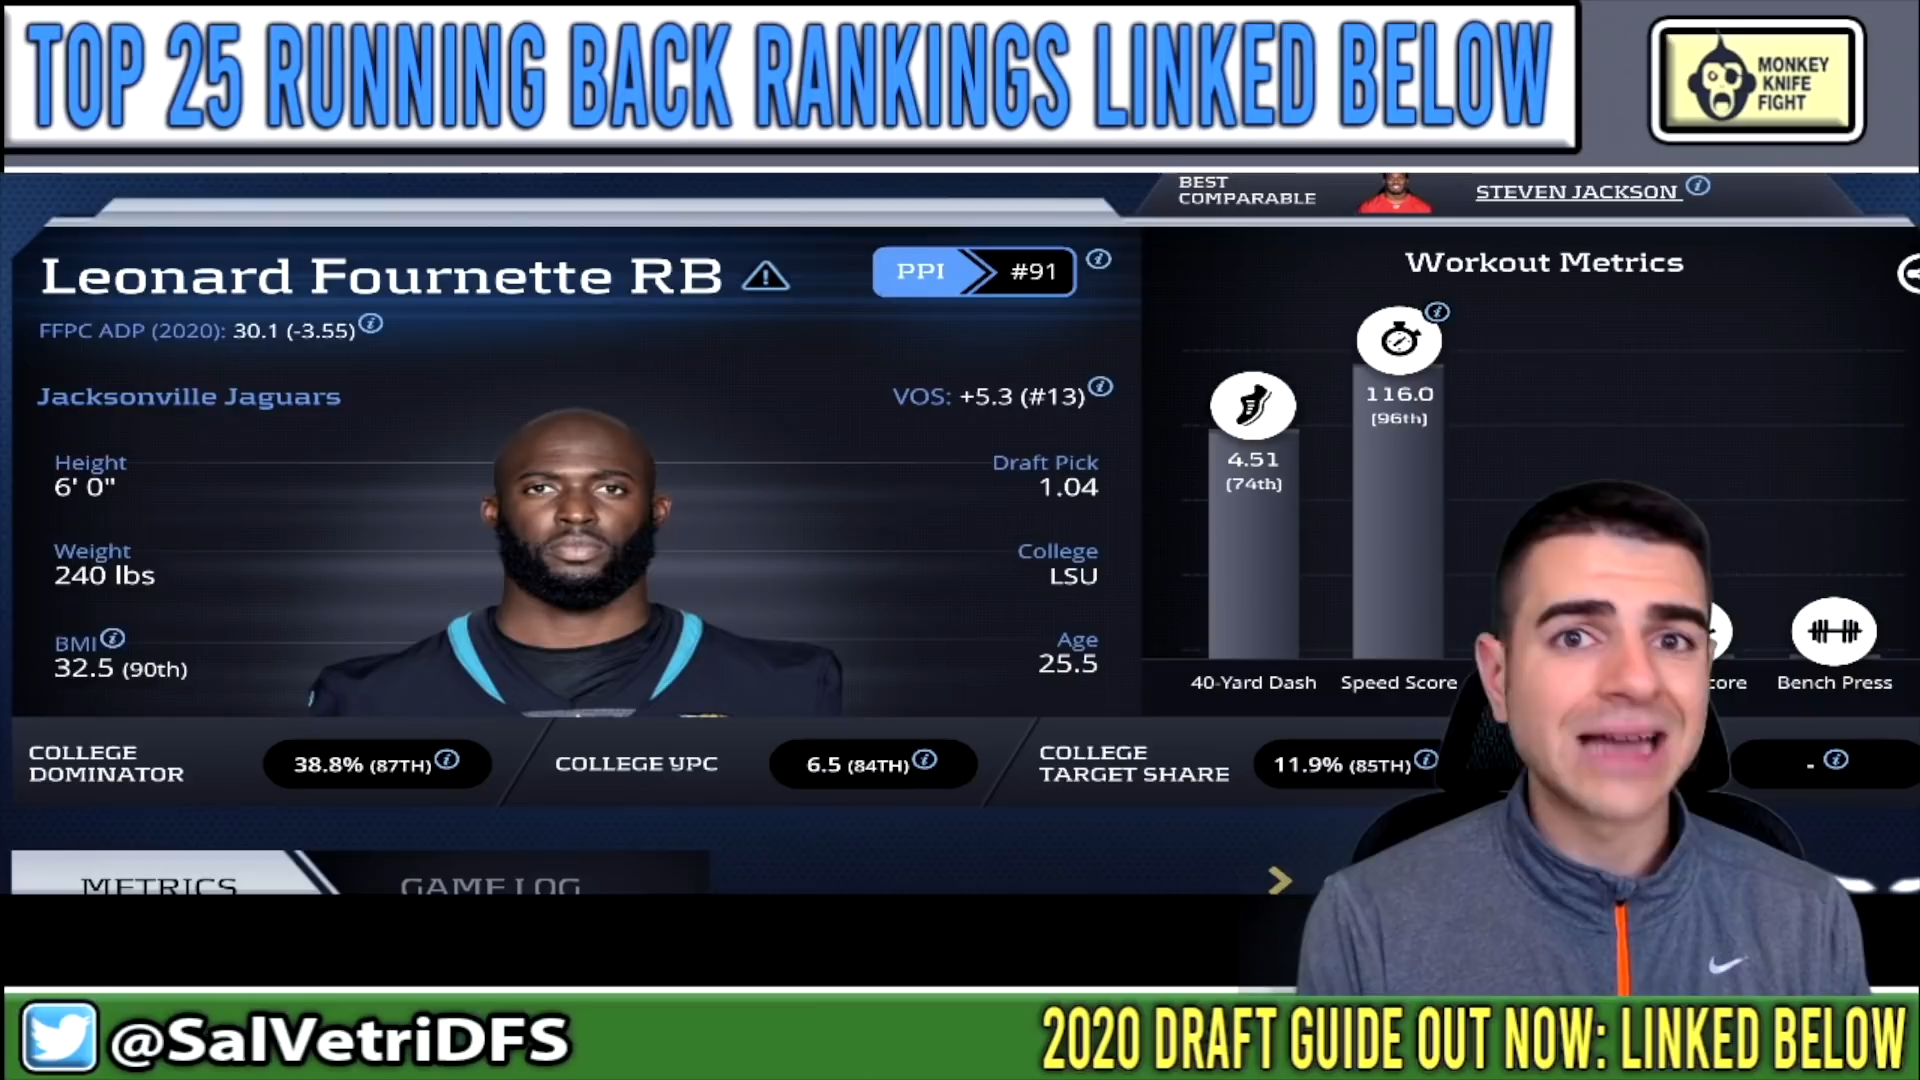 TOP 25 RUNNING BACK RANKINGS LINKED BELOW
MONKEY
KNIFE
FIGHT
BEST
COMPARABLE
STEVEN JACKSON
Leonard Fournette RB
PPI
#91
FFPC ADP (2020): 30.1 (-3.55)
Jacksonville Jaguars
VOS: +5.3 (#13)
Height
6' 0"
Draft Pick
1.04
Weight
240 lbs
College
LSU
BMI
32.5 (90th)
Age
25.5
Workout Metrics
4.51
(74th)
116.0
(96th)
40-Yard Dash
Speed Score
core
Bench Press
COLLEGE
DOMINATOR
38.8% (87TH)
COLLEGE YPC
6.5 (84TH)
COLLEGE
TARGET SHARE
11.9% (85TH)
-
METRICS
GAME LOG
@SalVetriDFS
2020 DRAFT GUIDE OUT NOW: LINKED BELOW